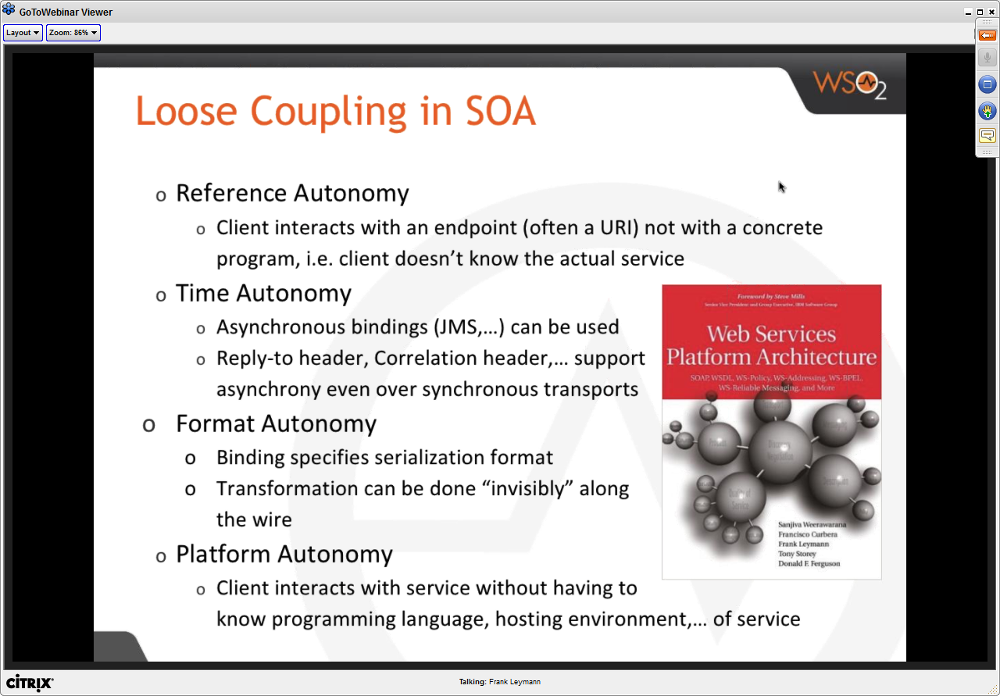 GoToWebinar Viewer
Layout
Zoom: 86%
WSO2
Loose Coupling in SOA
o Reference Autonomy
o Client interacts with an endpoint (often a URI) not with a concrete
program, i.e. client doesn’t know the actual service
o Time Autonomy
o Asynchronous bindings (JMS,...) can be used
o Reply-to header, Correlation header,... support
asynchrony even over synchronous transports
o Format Autonomy
o Binding specifies serialization format
o Transformation can be done “invisibly” along
the wire
o Platform Autonomy
o Client interacts with service without having to
know programming language, hosting environment,... of service
Foreword by Steve Mills
Senior Vice President and Group Executive, IBM Software Group
Web Services
Platform Architecture
SOAP, WSDL, WS-Policy, WS-Addressing, WS-BPEL,
WS-Reliable Messaging, and More
Quality of
Service
Sanjiva Weerawarana
Francisco Curbera
Frank Leymann
Tony Storey
Donald F. Ferguson
CITRIX
Talking: Frank Leymann